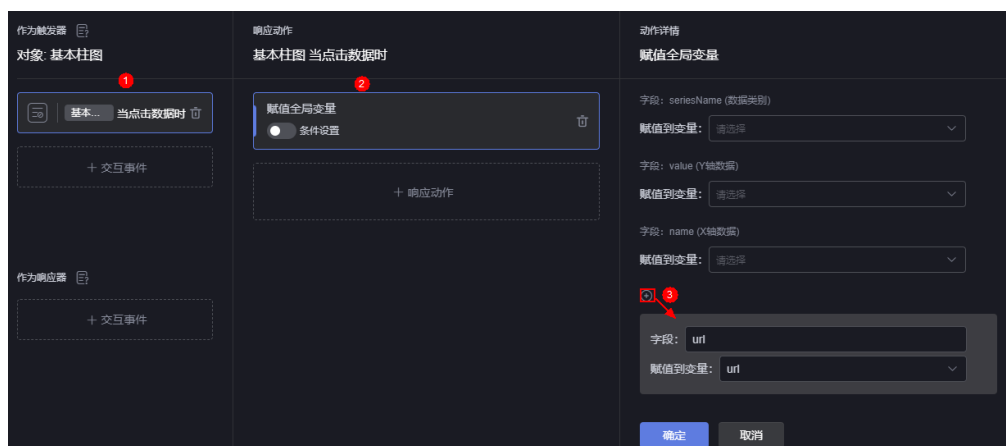 作为触发器
对象: 基本柱图
1
基本... 当点击数据时
+ 交互事件
作为响应器
+ 交互事件
响应动作
基本柱图 当点击数据时
2
赋值全局变量
条件设置
+ 响应动作
动作详情
赋值全局变量
字段：seriesName (数据类别)
赋值到变量： 请选择
字段：value (Y轴数据)
赋值到变量： 请选择
字段：name (X轴数据)
赋值到变量： 请选择
3
字段： url
赋值到变量： url
确定 取消